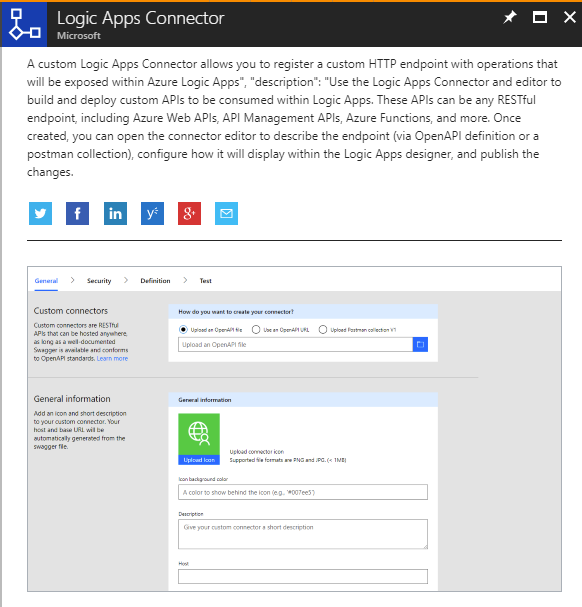 Logic Apps Connector
Microsoft
A custom Logic Apps Connector allows you to register a custom HTTP endpoint with operations that
will be exposed within Azure Logic Apps", "description": "Use the Logic Apps Connector and editor to
build and deploy custom APIs to be consumed within Logic Apps. These APIs can be any RESTful
endpoint, including Azure Web APIs, API Management APIs, Azure Functions, and more. Once
created, you can open the connector editor to describe the endpoint (via OpenAPI definition or a
postman collection), configure how it will display within the Logic Apps designer, and publish the
changes.
f in y g+
General > Security > Definition > Test
Custom connectors
Custom connectors are RESTful
APIs that can be hosted anywhere,
as long as a well-documented
Swagger is available and conforms
to OpenAPI standards. Learn more
How do you want to create your connector?
Upload an OpenAPI file Use an OpenAPI URL Upload Postman collection V1
Upload an OpenAPI file
General information
Add an icon and short description
to your custom connector. Your
host and base URL will be
automatically generated from the
swagger file.
General information
Upload Icon
Upload connector icon
Supported file formats are PNG and JPG. (< 1MB)
Icon background color
A color to show behind the icon (e.g., '#007ee5')
Description
Give your custom connector a short description
Host